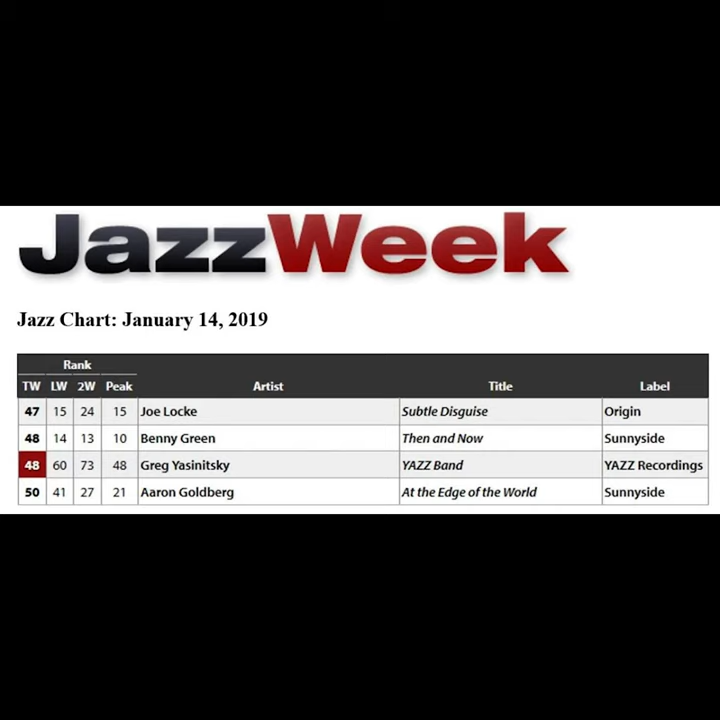 JazzWeek
Jazz Chart: January 14, 2019
Rank
TW LW 2W Peak Artist Title Label
47 15 24 15 Joe Locke Subtle Disguise Origin
48 14 13 10 Benny Green Then and Now Sunnyside
48 60 73 48 Greg Yasinitsky YAZZ Band YAZZ Recordings
50 41 27 21 Aaron Goldberg At the Edge of the World Sunnyside